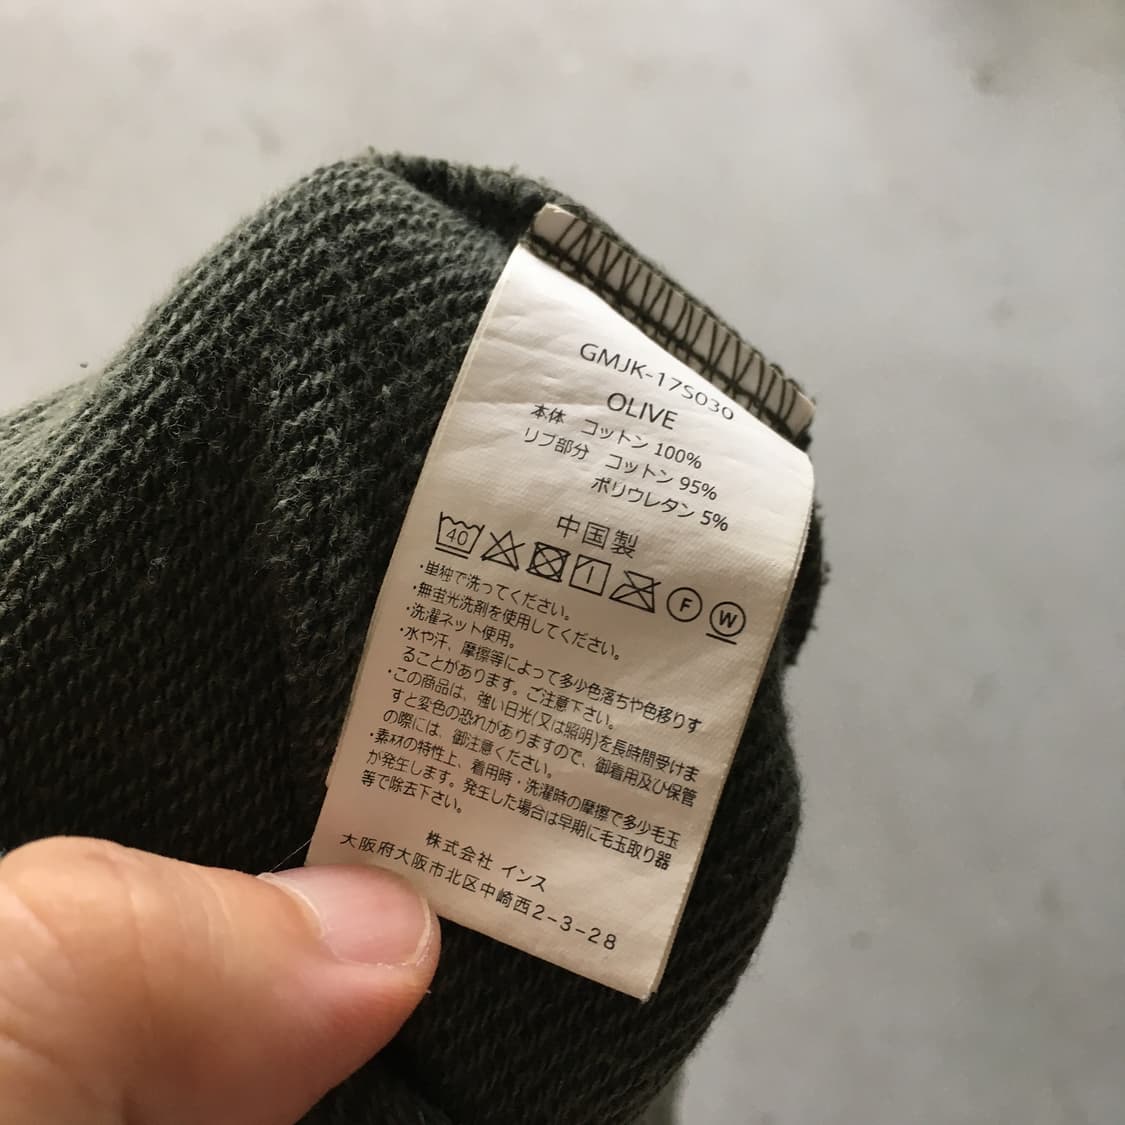 GMJK-17S030
OLIVE
本体 コットン 100%
リブ部分 コットン 95%
ポリウレタン 5%
中国製
40 F W
・単独で洗ってください。
・無蛍光洗剤を使用してください。
・洗濯ネット使用。
・水や汗、摩擦等によって多少色落ちや色移りす
ることがあります。ご注意下さい。
・この商品は、強い日光(又は照明)を長時間受けま
すと変色の恐れがありますので、御着用及び保管
の際には、御注意ください。
・素材の特性上、着用時・洗濯時の摩擦で多少毛玉
が発生します。発生した場合は早期に毛玉取り器
等で除去下さい。
株式会社 インス
大阪府大阪市北区中崎西2-3-28